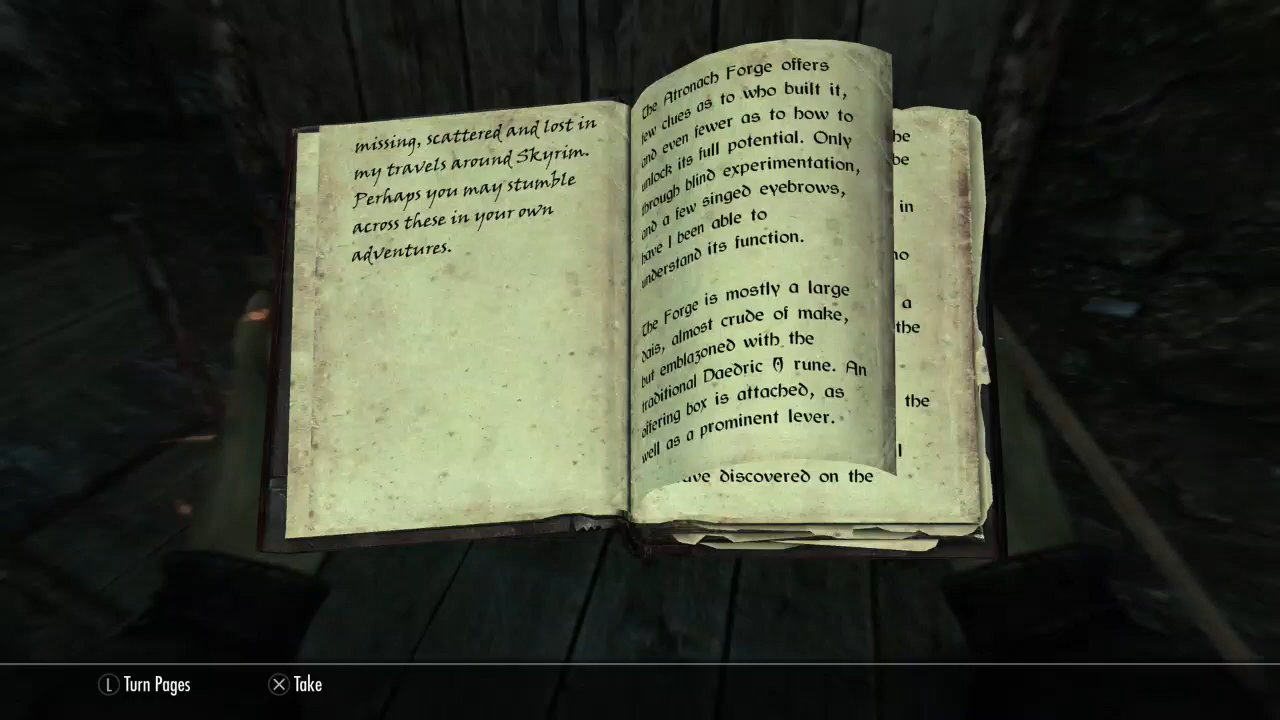 missing, scattered and lost in
my travels around Skyrim.
Perhaps you may stumble
across these in your own
adventures.
The Atronach Forge offers
few clues as to who built it,
and even fewer as to how to
unlock its full potential. Only
through blind experimentation,
and a few singed eyebrows,
have I been able to
understand its function.
The Forge is mostly a large
dais, almost crude of make,
but emblazoned with the
traditional Daedric rune. An
offering box is attached, as
well as a prominent lever.
in
a
the
the
I
discovered on the
L Turn Pages
X Take